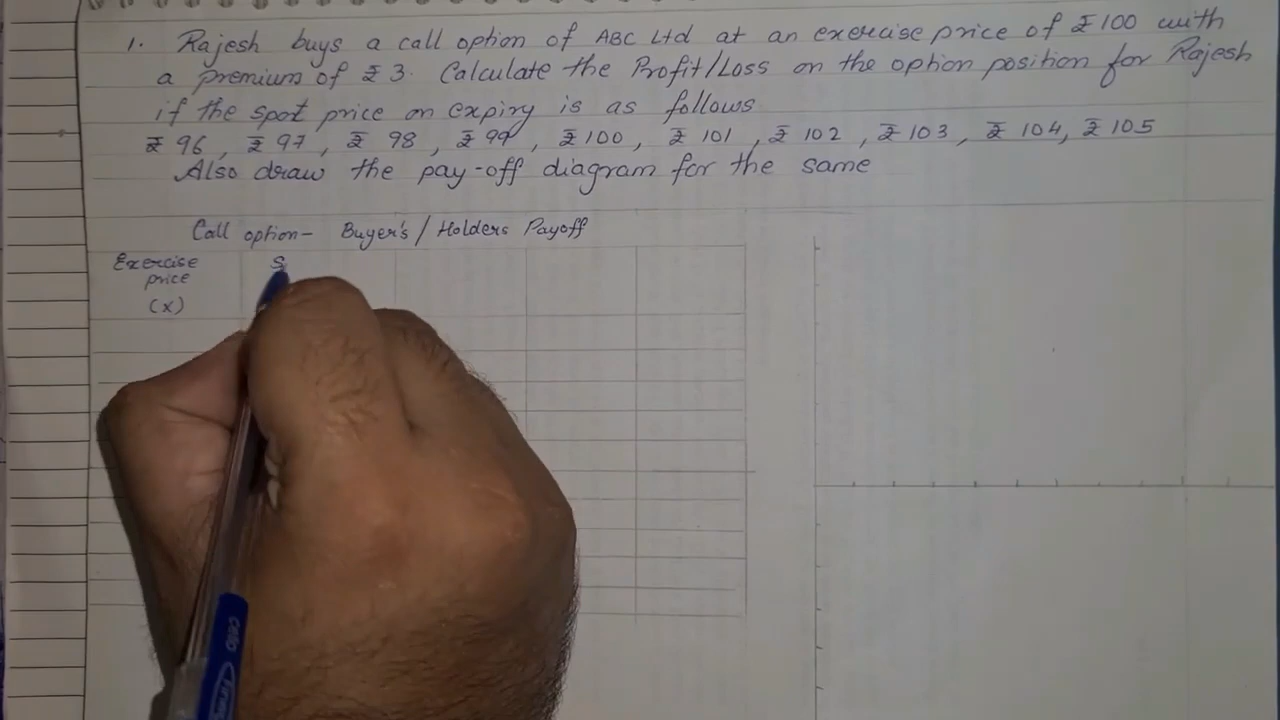 1. Rajesh buys a call option of ABC Ltd at an exercise price of ₹ 100 with
a premium of ₹ 3. Calculate the Profit/Loss on the option position for Rajesh
if the spot price on expiry is as follows
₹ 96, ₹ 97, ₹ 98, ₹ 99, ₹ 100, ₹ 101, ₹ 102, ₹ 103, ₹ 104, ₹ 105
Also draw the pay-off diagram for the same
Call option- Buyer's / Holders Payoff
Exercise
price
(x)
S
cello